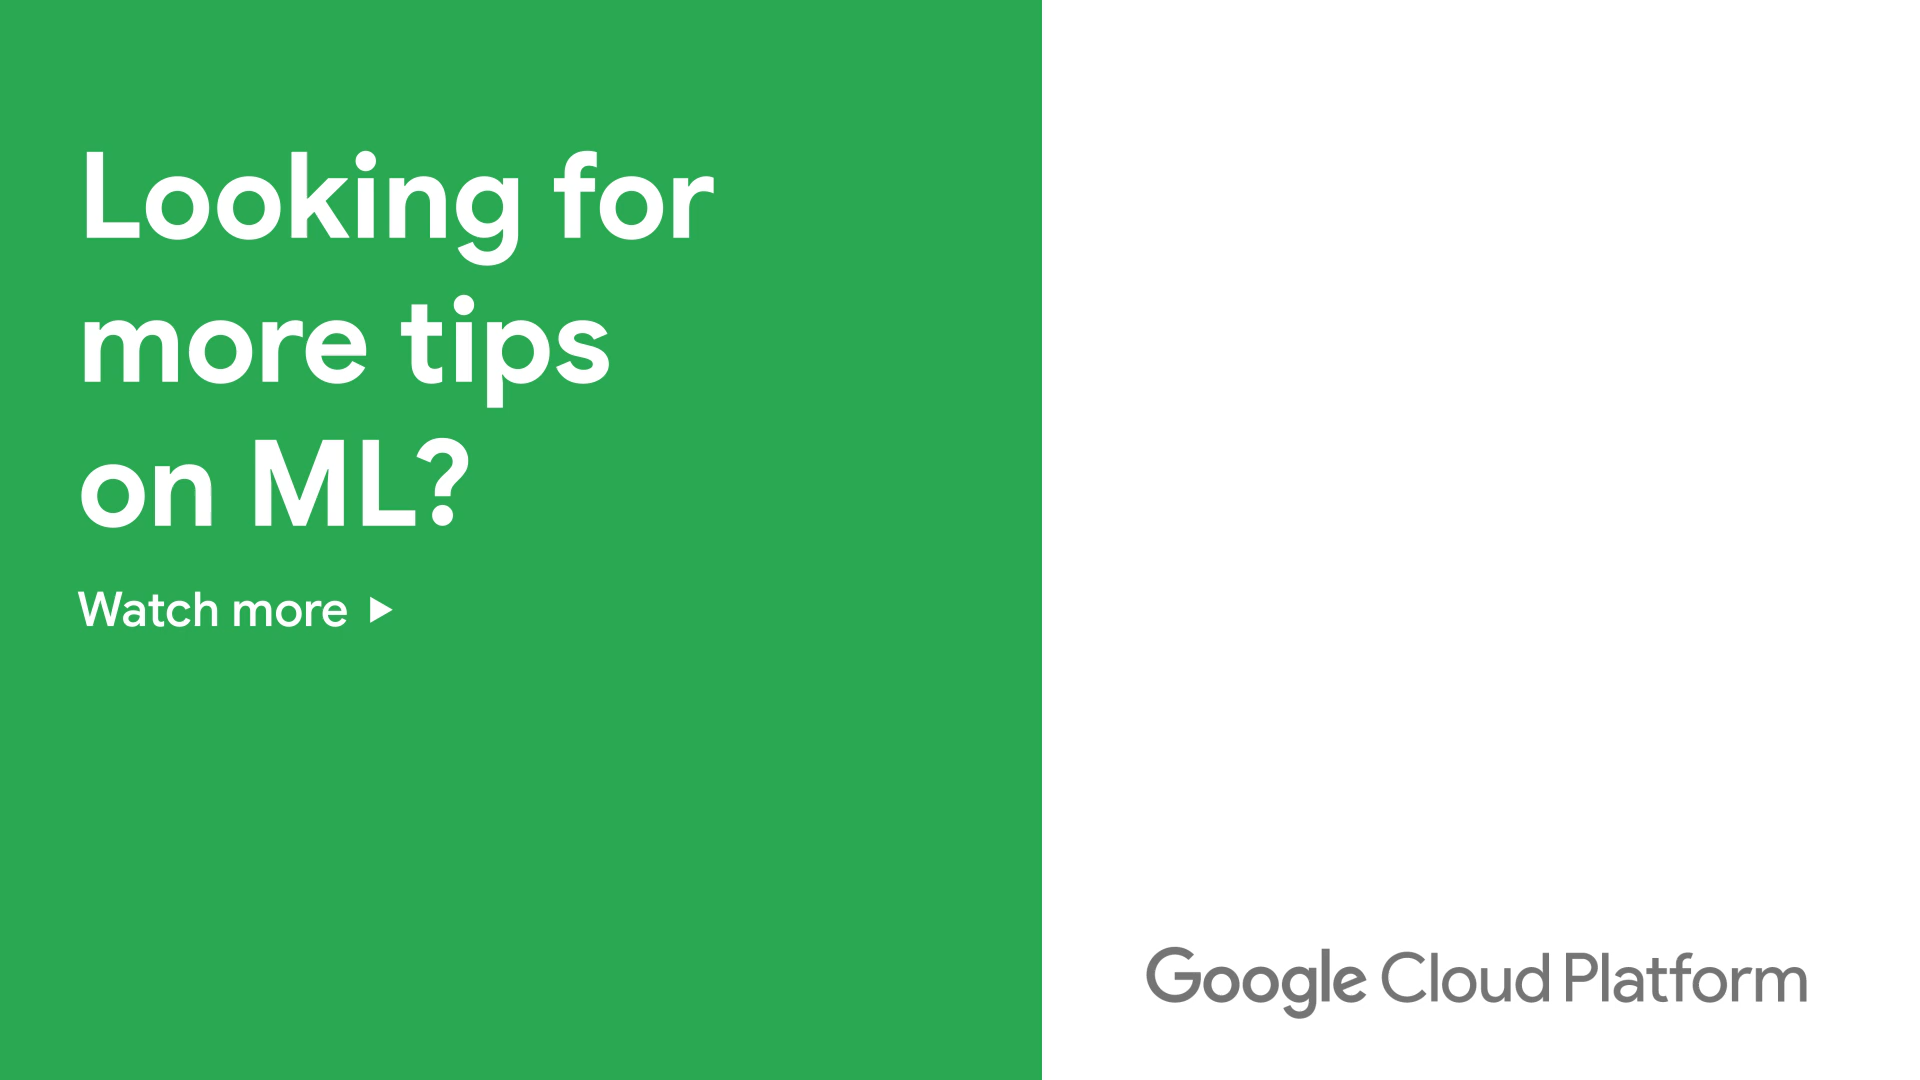 Looking for
more tips
on ML?
Watch more
Google Cloud Platform